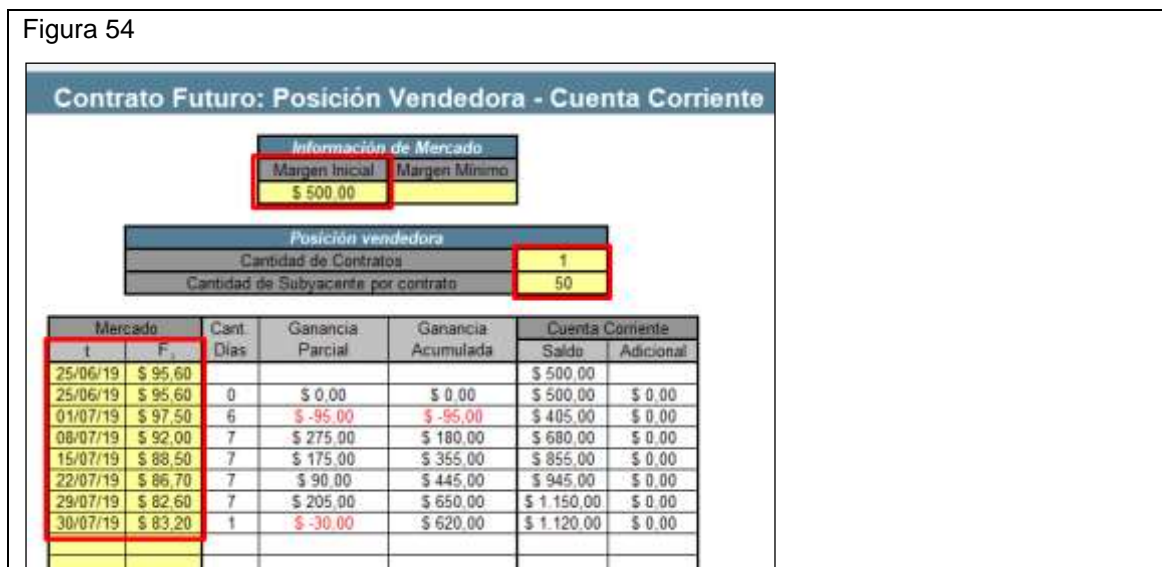 Figura 54
Contrato Futuro: Posición Vendedora - Cuenta Corriente
Información de Mercado
Margen Inicial Margen Mínimo
$ 500,00
Posición vendedora
Cantidad de Contratos 1
Cantidad de Subyacente por contrato 50
Mercado Cant. Ganancia Ganancia Cuenta Corriente
t F Días Parcial Acumulada Saldo Adicional
25/06/19 $ 95,60 $ 500,00
25/06/19 $ 95,60 0 $ 0,00 $ 0,00 $ 500,00 $ 0,00
01/07/19 $ 97,50 6 $ -95,00 $ -95,00 $ 405,00 $ 0,00
08/07/19 $ 92,00 7 $ 275,00 $ 180,00 $ 680,00 $ 0,00
15/07/19 $ 88,50 7 $ 175,00 $ 355,00 $ 855,00 $ 0,00
22/07/19 $ 86,70 7 $ 90,00 $ 445,00 $ 945,00 $ 0,00
29/07/19 $ 82,60 7 $ 205,00 $ 650,00 $ 1.150,00 $ 0,00
30/07/19 $ 83,20 1 $ -30,00 $ 620,00 $ 1.120,00 $ 0,00